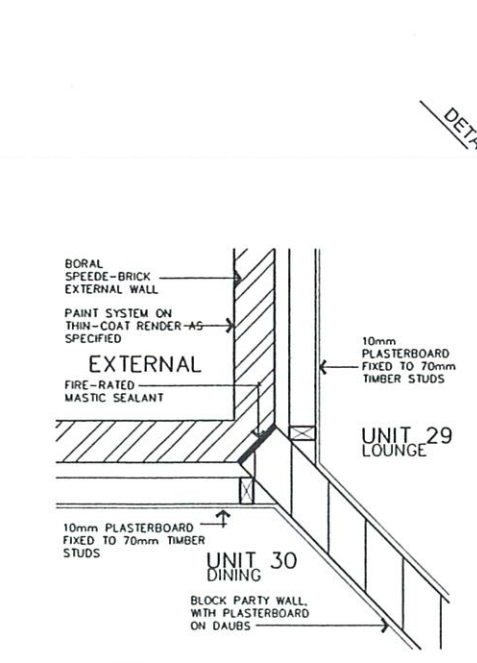 BORAL
SPEEDE-BRICK
EXTERNAL WALL
PAINT SYSTEM ON
THIN-COAT RENDER AS
SPECIFIED
EXTERNAL
FIRE-RATED
MASTIC SEALANT
10mm
PLASTERBOARD
FIXED TO 70mm
TIMBER STUDS
UNIT 29
LOUNGE
10mm PLASTERBOARD
FIXED TO 70mm TIMBER
STUDS
UNIT 30
DINING
BLOCK PARTY WALL,
WITH PLASTERBOARD
ON DAUBS